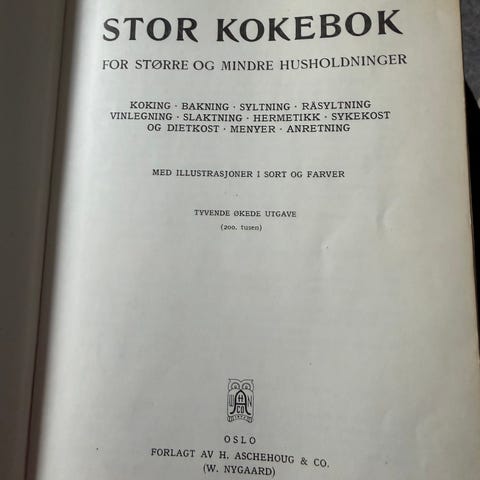 STOR KOKEBOK
FOR STØRRE OG MINDRE HUSHOLDNINGER
KOKING · BAKNING · SYLTNING · RÅSYLTNING
VINLEGNING · SLAKTNING · HERMETIKK · SYKEKOST
OG DIETKOST · MENYER · ANRETNING
MED ILLUSTRASJONER I SORT OG FARVER
TYVENDE ØKEDE UTGAVE
(200. tusen)
OSLO
FORLAGT AV H. ASCHEHOUG & CO.
(W. NYGAARD)